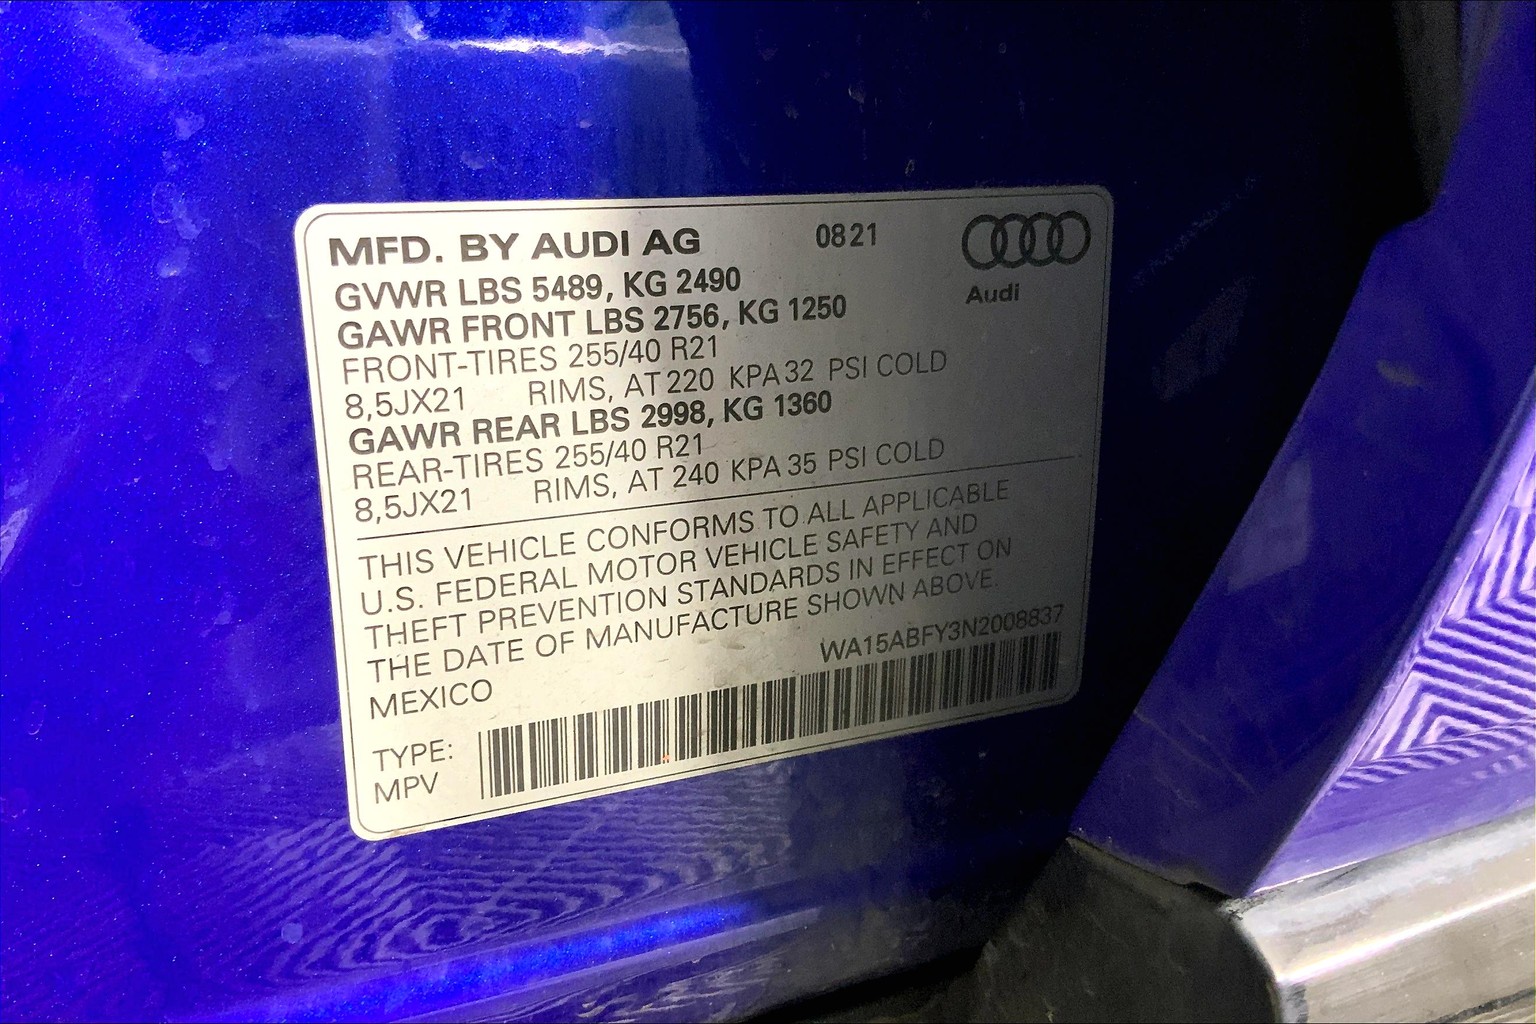 MFD. BY AUDI AG 0821
Audi
GVWR LBS 5489, KG 2490
GAWR FRONT LBS 2756, KG 1250
FRONT-TIRES 255/40 R21
8,5JX21 RIMS, AT 220 KPA 32 PSI COLD
GAWR REAR LBS 2998, KG 1360
REAR-TIRES 255/40 R21
8,5JX21 RIMS, AT 240 KPA 35 PSI COLD
THIS VEHICLE CONFORMS TO ALL APPLICABLE
U.S. FEDERAL MOTOR VEHICLE SAFETY AND
THEFT PREVENTION STANDARDS IN EFFECT ON
THE DATE OF MANUFACTURE SHOWN ABOVE.
MEXICO WA15ABFY3N2008837
TYPE:
MPV